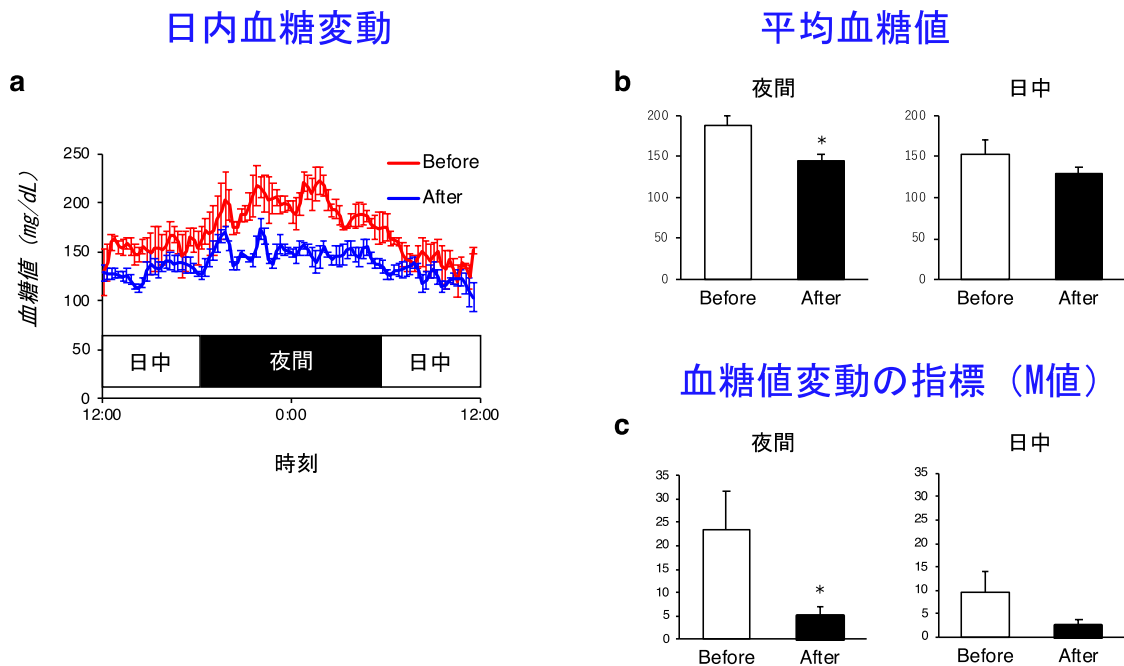 日内血糖変動
a
250
200
150
100
50
0
血糖値 (mg/dL)
Before
After
日中
夜間
日中
12:00
0:00
12:00
時刻
平均血糖値
b
夜間
200
150
100
50
0
*
Before
After
日中
200
150
100
50
0
Before
After
血糖値変動の指標 (M値)
c
夜間
35
30
25
20
15
10
5
0
*
Before
After
日中
35
30
25
20
15
10
5
0
Before
After